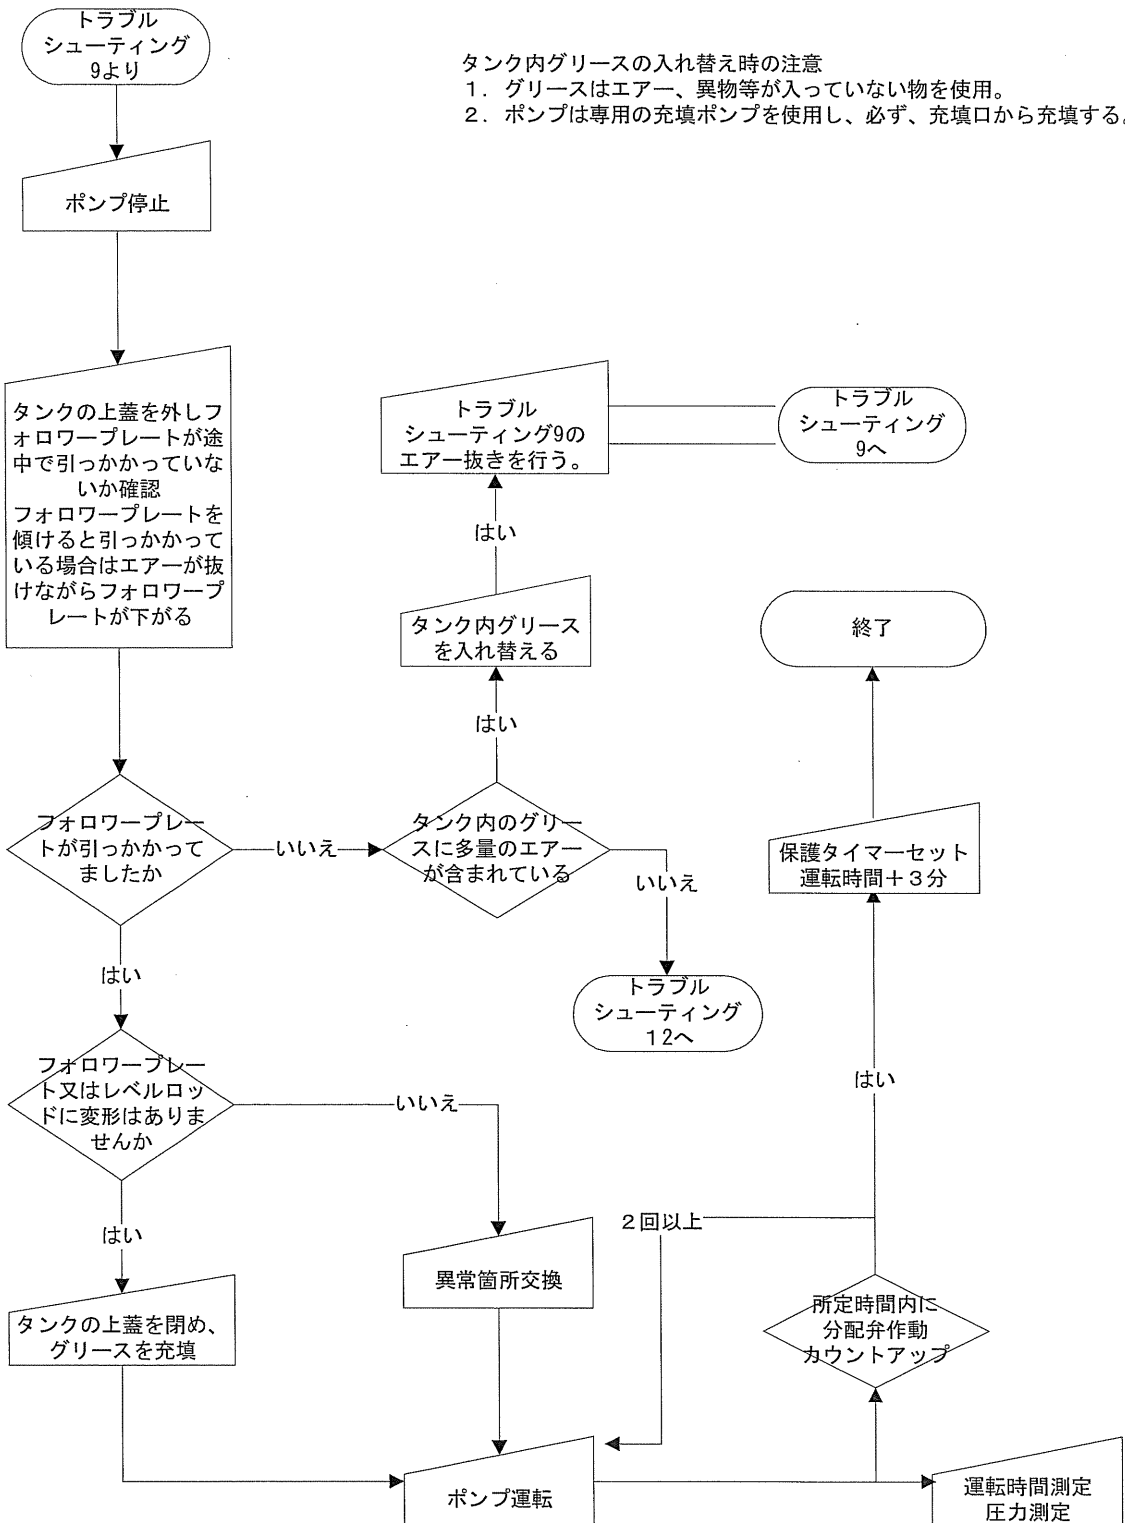 トラブル
シューティング
9より
タンク内グリースの入れ替え時の注意
１．グリースはエアー、異物等が入っていない物を使用。
２．ポンプは専用の充填ポンプを使用し、必ず、充填口から充填する。
ポンプ停止
タンクの上蓋を外しフ
ォロワープレートが途
中で引っかかっていな
いか確認
フォロワープレートを
傾けると引っかかって
いる場合はエアーが抜
けながらフォロワープ
レートが下がる
トラブル
シューティング9の
エアー抜きを行う。
トラブル
シューティング
9へ
はい
タンク内グリース
を入れ替える
終了
はい
フォロワープレー
トが引っかかって
ましたか
いいえ
タンク内のグリー
スに多量のエアー
が含まれている
いいえ
保護タイマーセット
運転時間＋３分
はい
トラブル
シューティング
12へ
フォロワープレー
ト又はレベルロッ
ドに変形はありま
せんか
いいえ
はい
はい
２回以上
異常箇所交換
タンクの上蓋を閉め、
グリースを充填
所定時間内に
分配弁作動
カウントアップ
ポンプ運転
運転時間測定
圧力測定